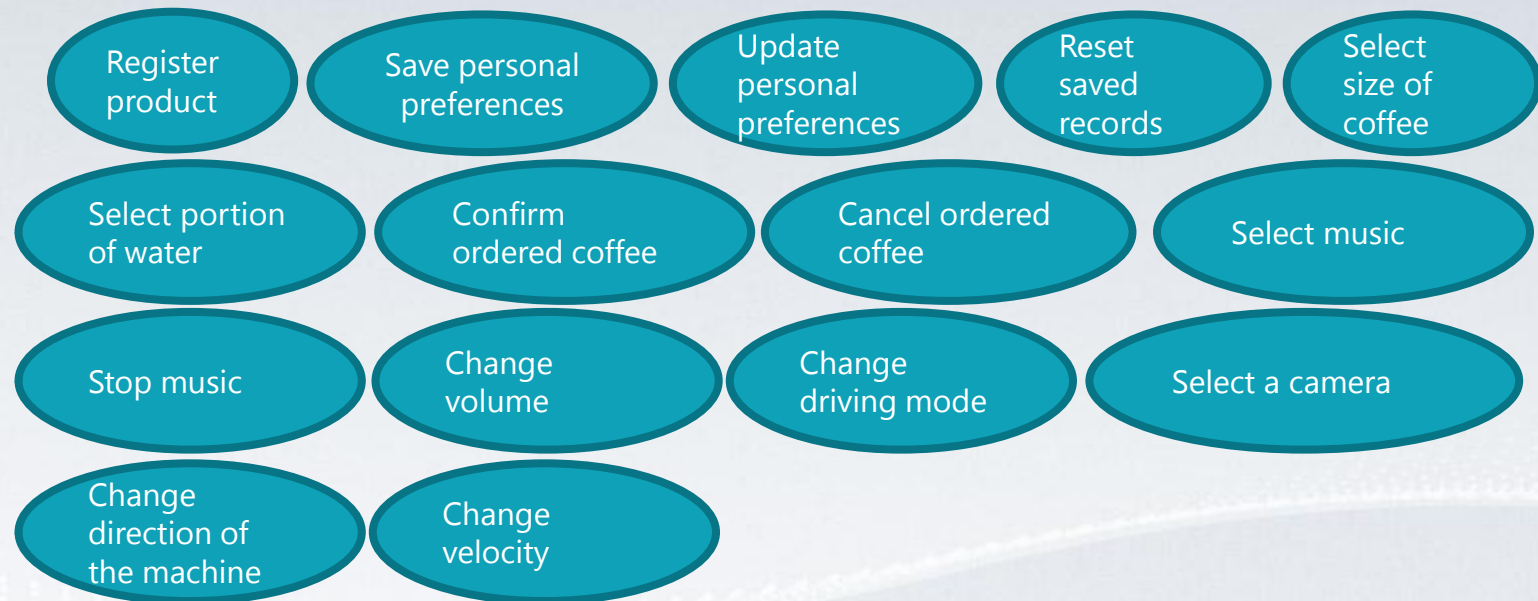 Register
product
Save personal
preferences
Update
personal
preferences
Reset
saved
records
Select
size of
coffee
Select portion
of water
Confirm
ordered coffee
Cancel ordered
coffee
Select music
Stop music
Change
volume
Change
driving mode
Select a camera
Change
direction of
the machine
Change
velocity